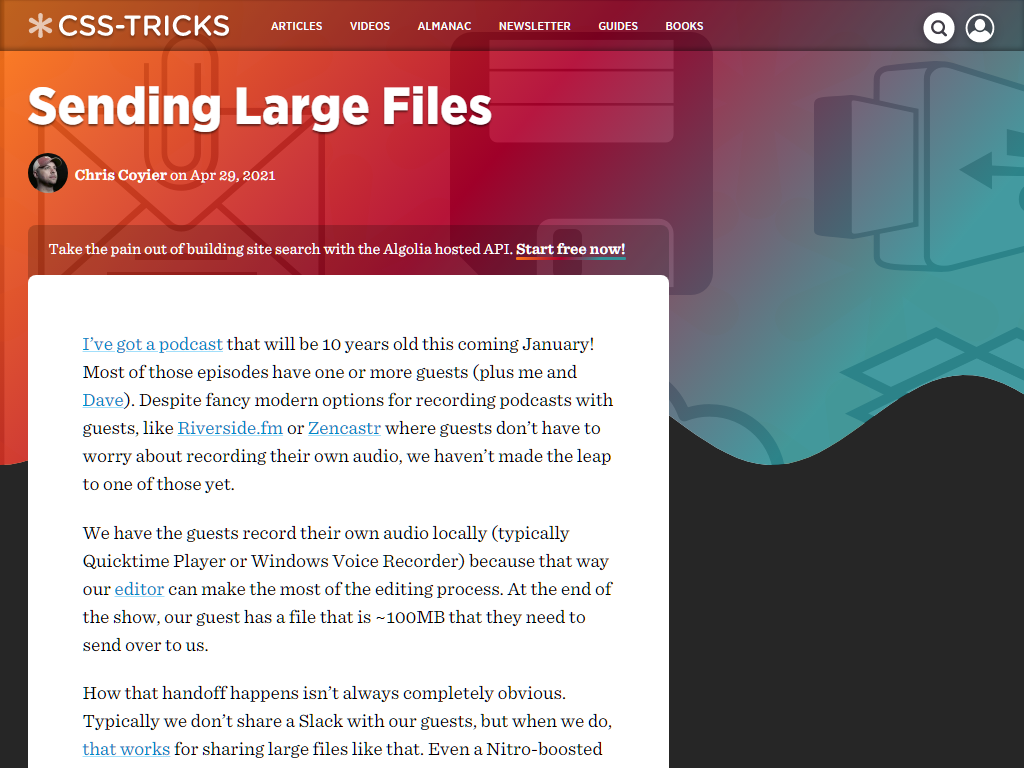 CSS-TRICKS
ARTICLES VIDEOS ALMANAC NEWSLETTER GUIDES BOOKS
Sending Large Files
Chris Coyier on Apr 29, 2021
Take the pain out of building site search with the Algolia hosted API. Start free now!
I’ve got a podcast that will be 10 years old this coming January!
Most of those episodes have one or more guests (plus me and
Dave). Despite fancy modern options for recording podcasts with
guests, like Riverside.fm or Zencastr where guests don’t have to
worry about recording their own audio, we haven’t made the leap
to one of those yet.
We have the guests record their own audio locally (typically
Quicktime Player or Windows Voice Recorder) because that way
our editor can make the most of the editing process. At the end of
the show, our guest has a file that is ~100MB that they need to
send over to us.
How that handoff happens isn’t always completely obvious.
Typically we don’t share a Slack with our guests, but when we do,
that works for sharing large files like that. Even a Nitro-boosted